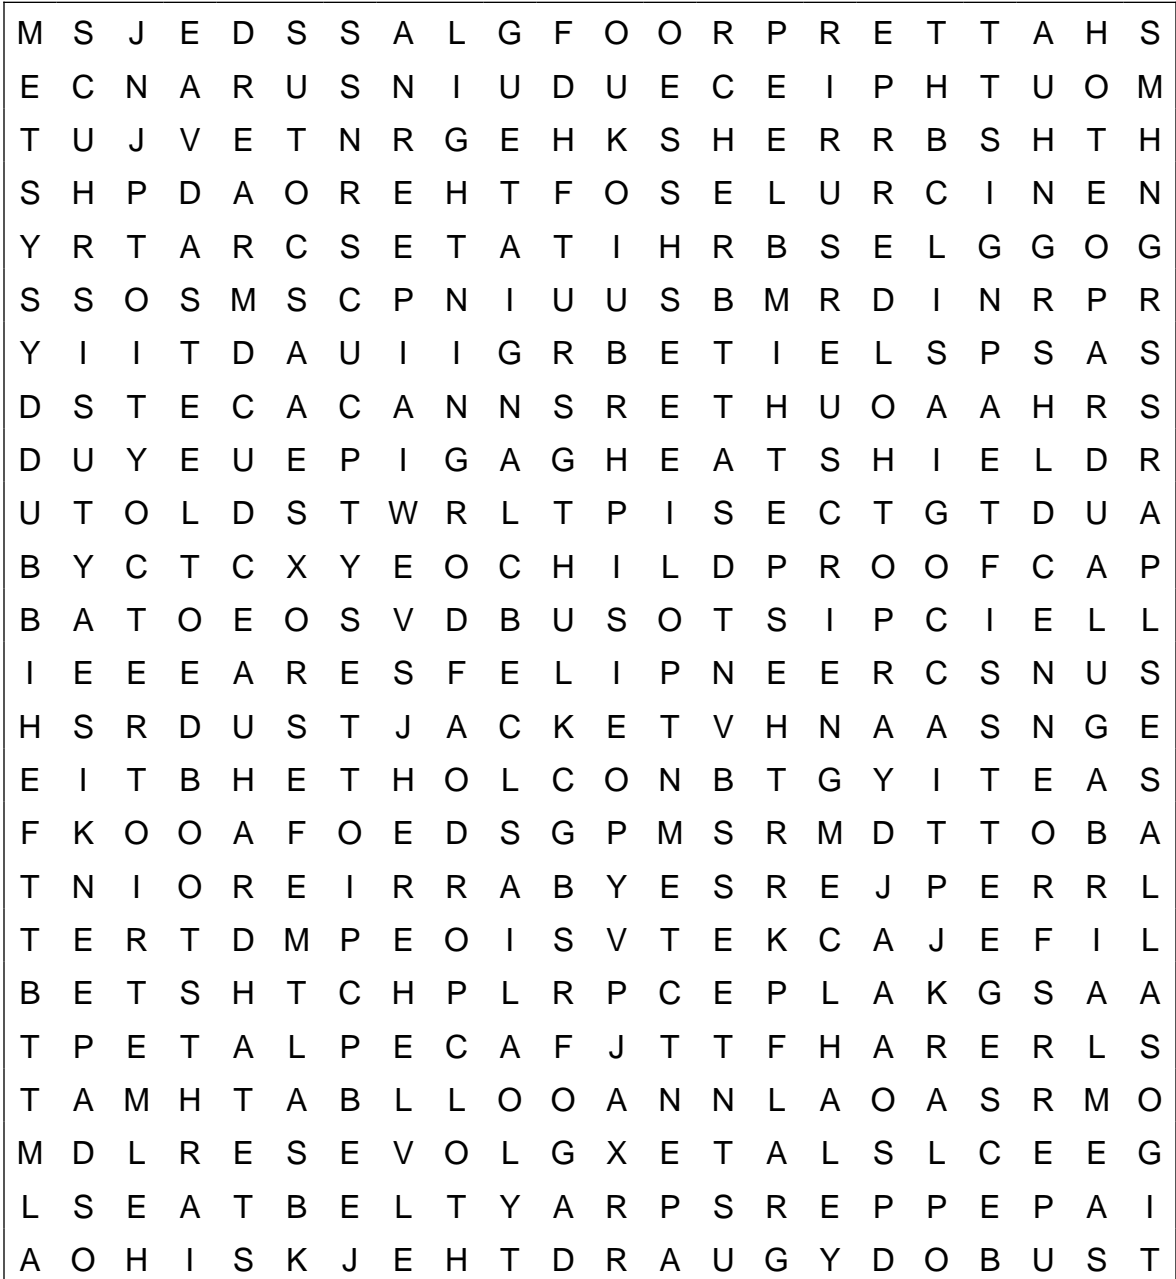 M S J E D S S A L G F O O R P R E T T A H S
E C N A R U S N I U D U E C E I P H T U O M
T U J V E T N R G E H K S H E R R B S H T H
S H P D A O R E H T F O S E L U R C I N E N
Y R T A R C S E T A T I H R B S E L G G O G
S S O S M S C P N I U U S B M R D I N R P R
Y I I T D A U I I G R B E T I E L S P S A S
D S T E C A C A N N S R E T H U O A A H R S
D U Y E U E P I G A G H E A T S H I E L D R
U T O L D S T W R L T P I S E C T G T D U A
B Y C T C X Y E O C H I L D P R O O F C A P
B A T O E O S V D B U S O T S I P C I E L L
I E E E A R E S F E L I P N E E R C S N U S
H S R D U S T J A C K E T V H N A A S N G E
E I T B H E T H O L C O N B T G Y I T E A S
F K O O A F O E D S G P M S R M D T T O B A
T N I O R E I R R A B Y E S R E J P E R R L
T E R T D M P E O I S V T E K C A J E F I L
B E T S H T C H P L R P C E P L A K G S A A
T P E T A L P E C A F J T T F H A R E R L S
T A M H T A B L L O O A N N L A O A S R M O
M D L R E S E V O L G X E T A L S L C E E G
L S E A T B E L T Y A R P S R E P P E P A I
A O H I S K J E H T D R A U G Y D O B U S T